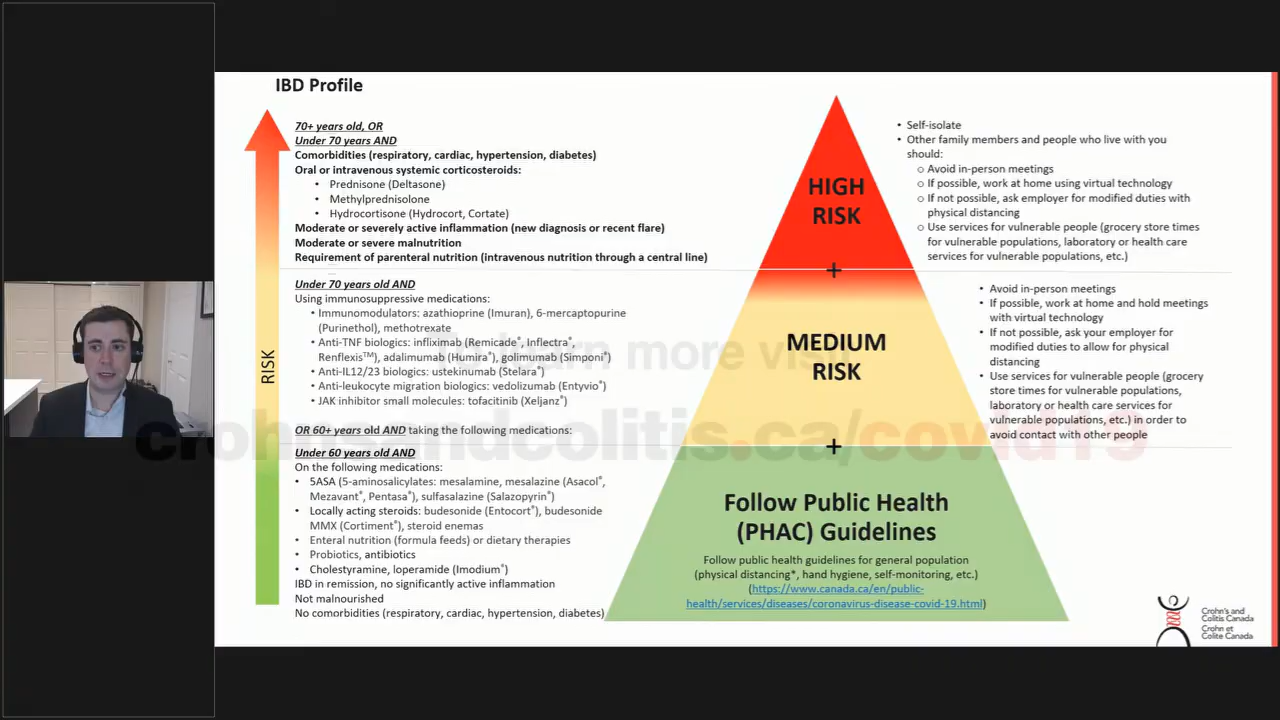 IBD Profile
70+ years old, OR
Under 70 years AND
Comorbidities (respiratory, cardiac, hypertension, diabetes)
Oral or intravenous systemic corticosteroids:
• Prednisone (Deltasone)
• Methylprednisolone
• Hydrocortisone (Hydrocort, Cortate)
Moderate or severely active inflammation (new diagnosis or recent flare)
Moderate or severe malnutrition
Requirement of parenteral nutrition (intravenous nutrition through a central line)
Under 70 years old AND
Using immunosuppressive medications:
• Immunomodulators: azathioprine (Imuran), 6-mercaptopurine
(Purinethol), methotrexate
• Anti-TNF biologics: infliximab (Remicade®, Inflectra®,
Renflexis™), adalimumab (Humira®), golimumab (Simponi®)
• Anti-IL12/23 biologics: ustekinumab (Stelara®)
• Anti-leukocyte migration biologics: vedolizumab (Entyvio®)
• JAK inhibitor small molecules: tofacitinib (Xeljanz®)
OR 60+ years old AND taking the following medications:
Under 60 years old AND
On the following medications:
• 5ASA (5-aminosalicylates: mesalamine, mesalazine (Asacol®,
Mezavant®, Pentasa®), sulfasalazine (Salazopyrin®)
• Locally acting steroids: budesonide (Entocort®), budesonide
MMX (Cortiment®), steroid enemas
• Enteral nutrition (formula feeds) or dietary therapies
• Probiotics, antibiotics
• Cholestyramine, loperamide (Imodium®)
IBD in remission, no significantly active inflammation
Not malnourished
No comorbidities (respiratory, cardiac, hypertension, diabetes)
RISK
HIGH
RISK
+
MEDIUM
RISK
+
Follow Public Health
(PHAC) Guidelines
Follow public health guidelines for general population
(physical distancing*, hand hygiene, self-monitoring, etc.)
(https://www.canada.ca/en/public-
health/services/diseases/coronavirus-disease-covid-19.html)
• Self-isolate
• Other family members and people who live with you
should:
o Avoid in-person meetings
o If possible, work at home using virtual technology
o If not possible, ask employer for modified duties with
physical distancing
o Use services for vulnerable people (grocery store times
for vulnerable populations, laboratory or health care
services for vulnerable populations, etc.)
• Avoid in-person meetings
• If possible, work at home and hold meetings
with virtual technology
• If not possible, ask your employer for
modified duties to allow for physical
distancing
• Use services for vulnerable people (grocery
store times for vulnerable populations,
laboratory or health care services for
vulnerable populations, etc.) in order to
avoid contact with other people
To learn more visit
crohnsandcolitis.ca/covid19
Crohn's and
Colitis Canada
Crohn et
Colite Canada